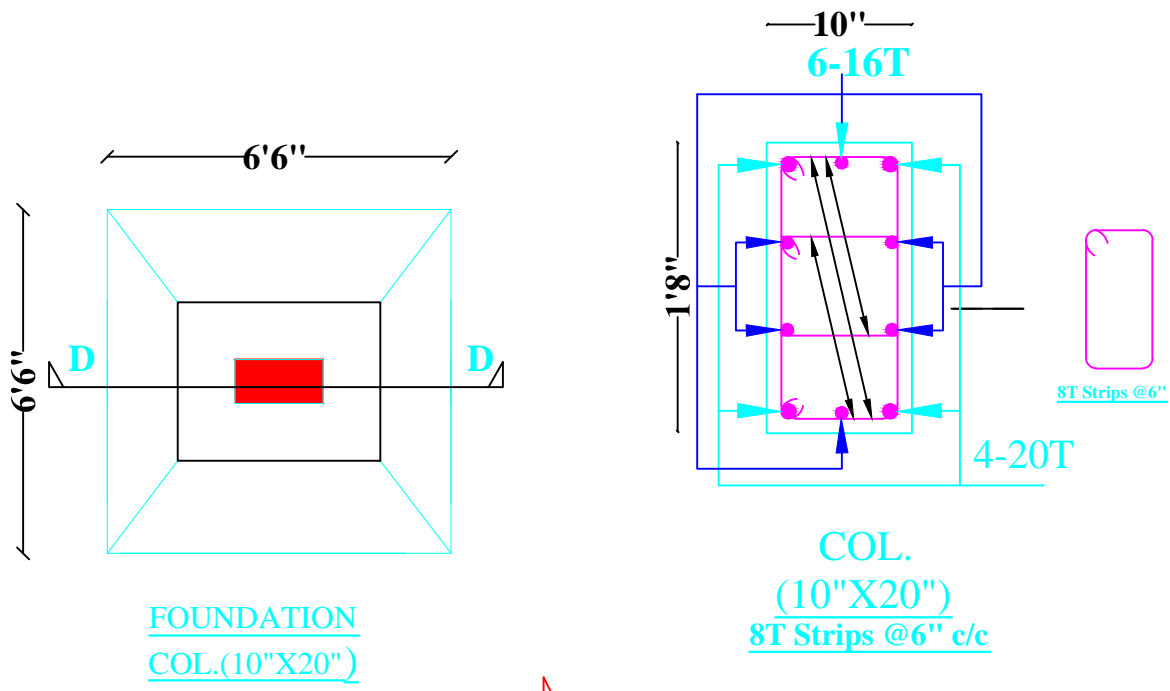 6'6"
6'6"
D
D
FOUNDATION
COL.(10"X20")
10"
6-16T
1'8"
4-20T
8T Strips @6"
COL.
(10"X20")
8T Strips @6" c/c